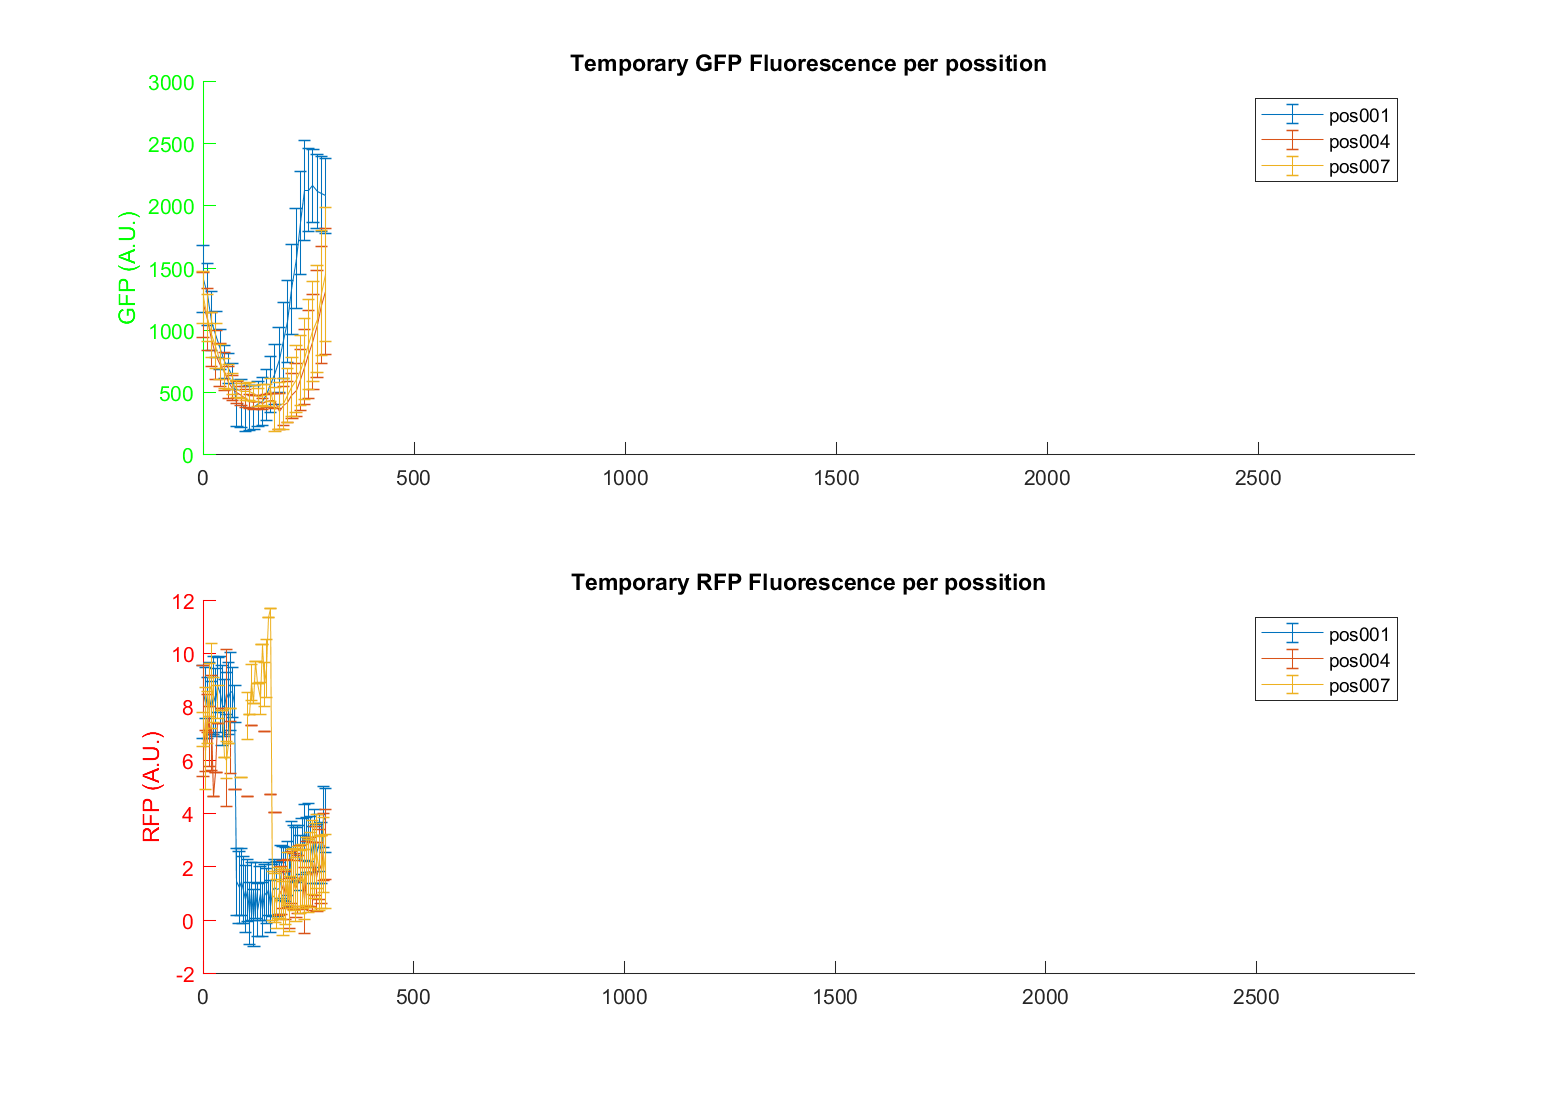 Temporary GFP Fluorescence per possition
3000
2500
2000
1500
1000
500
0
GFP (A.U.)
0 500 1000 1500 2000 2500
pos001
pos004
pos007
Temporary RFP Fluorescence per possition
12
10
8
6
4
2
0
-2
RFP (A.U.)
0 500 1000 1500 2000 2500
pos001
pos004
pos007